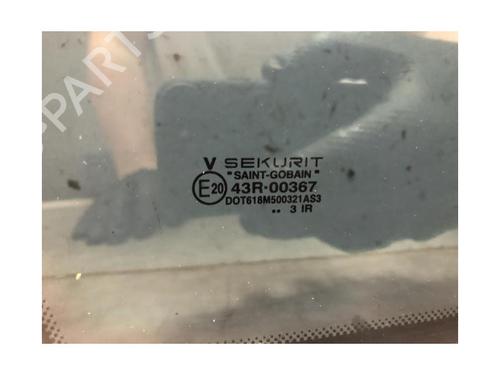 V SEKURIT
"SAINT-GOBAIN"
E20 43R·00367
DOT618M500321AS3
.. 3 IR